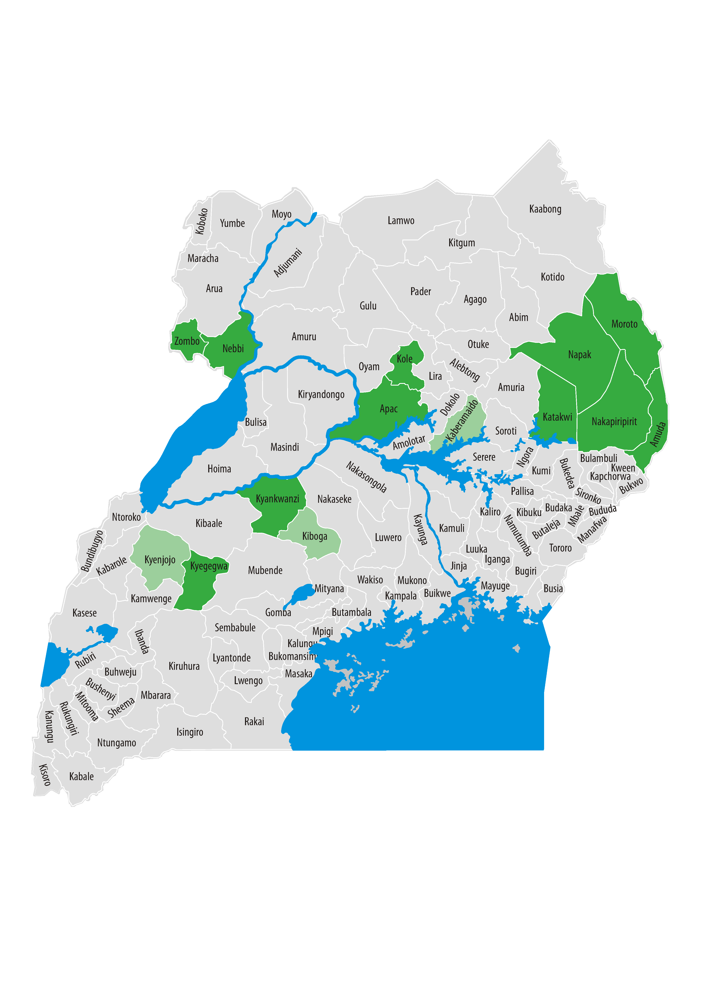 Kaabong
Koboko
Yumbe
Moyo
Lamwo
Kitgum
Maracha
Adjumani
Kotido
Arua
Pader
Agago
Gulu
Abim
Moroto
Zombo
Nebbi
Amuru
Otuke
Napak
Kole
Oyam
Alebtong
Lira
Amuria
Kiryandongo
Apac
Dokolo
Kaberamaido
Katakwi
Nakapiripirit
Bulisa
Soroti
Amuda
Amolotar
Masindi
Serere
Ngora
Bulambuli
Hoima
Nakasongola
Kumi
Bukedea
Kween
Kapchorwa
Bukwo
Pallisa
Sironko
Kyankwanzi
Nakaseke
Kaliro
Kibuku
Budaka
Mbale
Bududa
Ntoroko
Kibaale
Kayunga
Kamuli
Namutumba
Butaleja
Manafwa
Kiboga
Luwero
Bundibugyo
Luuka
Tororo
Kabarole
Kyenjojo
Kyegegwa
Mubende
Iganga
Jinja
Bugiri
Wakiso
Mukono
Mityana
Mayuge
Busia
Kamwenge
Kampala
Buikwe
Kasese
Gomba
Butambala
Sembabule
Mpigi
Ibanda
Kalungu
Rubiri
Lyantonde
Bukomansim
Kiruhura
Buhweju
Masaka
Lwengo
Bushenyi
Mbarara
Mitooma
Sheema
Rukungiri
Kanungu
Rakai
Isingiro
Ntungamo
Kisoro
Kabale